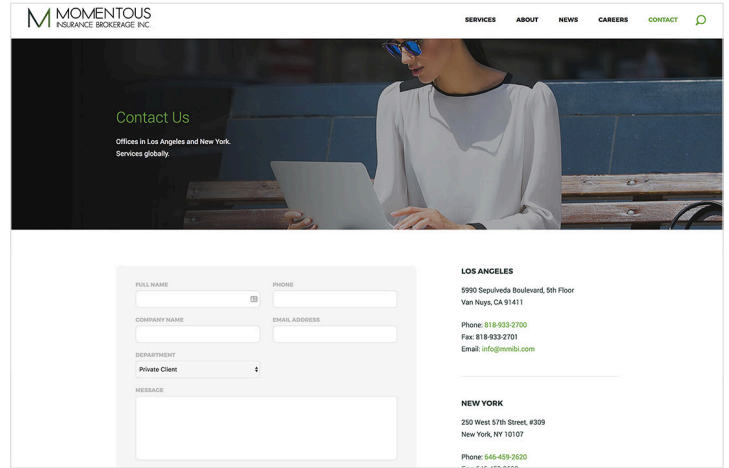 MOMENTOUS
INSURANCE BROKERAGE INC.
SERVICES ABOUT NEWS CAREERS CONTACT
Contact Us
Offices in Los Angeles and New York.
Services globally.
FULL NAME PHONE
COMPANY NAME EMAIL ADDRESS
DEPARTMENT
Private Client
MESSAGE
LOS ANGELES
5990 Sepulveda Boulevard, 5th Floor
Van Nuys, CA 91411
Phone: 818-933-2700
Fax: 818-933-2701
Email: info@mmibi.com
NEW YORK
250 West 57th Street, #309
New York, NY 10107
Phone: 646-459-2620